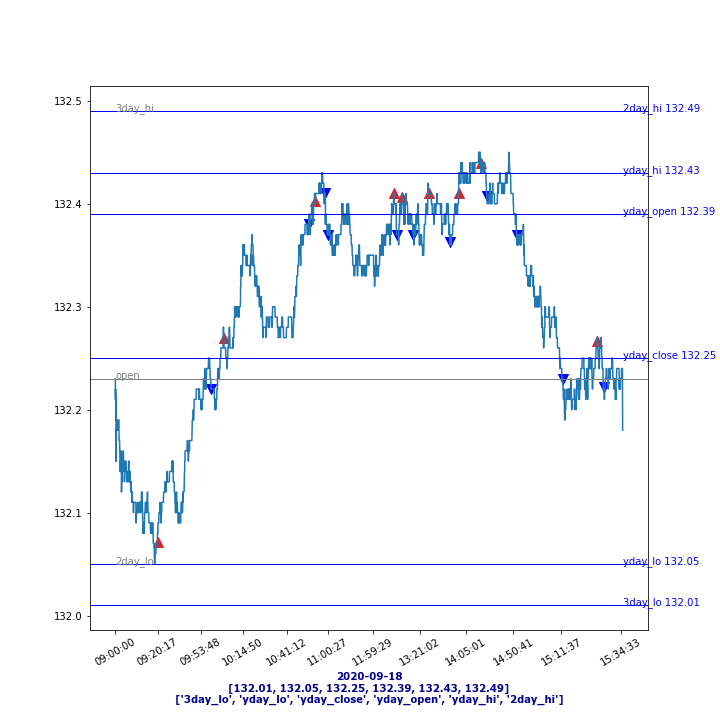 132.5
3day_hi
2day_hi 132.49
yday_hi 132.43
132.4
yday_open 132.39
132.3
yday_close 132.25
open
132.2
132.1
2day_lo
yday_lo 132.05
3day_lo 132.01
132.0
09:00:00 09:20:17 09:53:48 10:14:50 10:41:12 11:00:27 11:59:29 13:21:02 14:05:01 14:50:41 15:11:37 15:34:33
2020-09-18
[132.01, 132.05, 132.25, 132.39, 132.43, 132.49]
['3day_lo', 'yday_lo', 'yday_close', 'yday_open', 'yday_hi', '2day_hi']